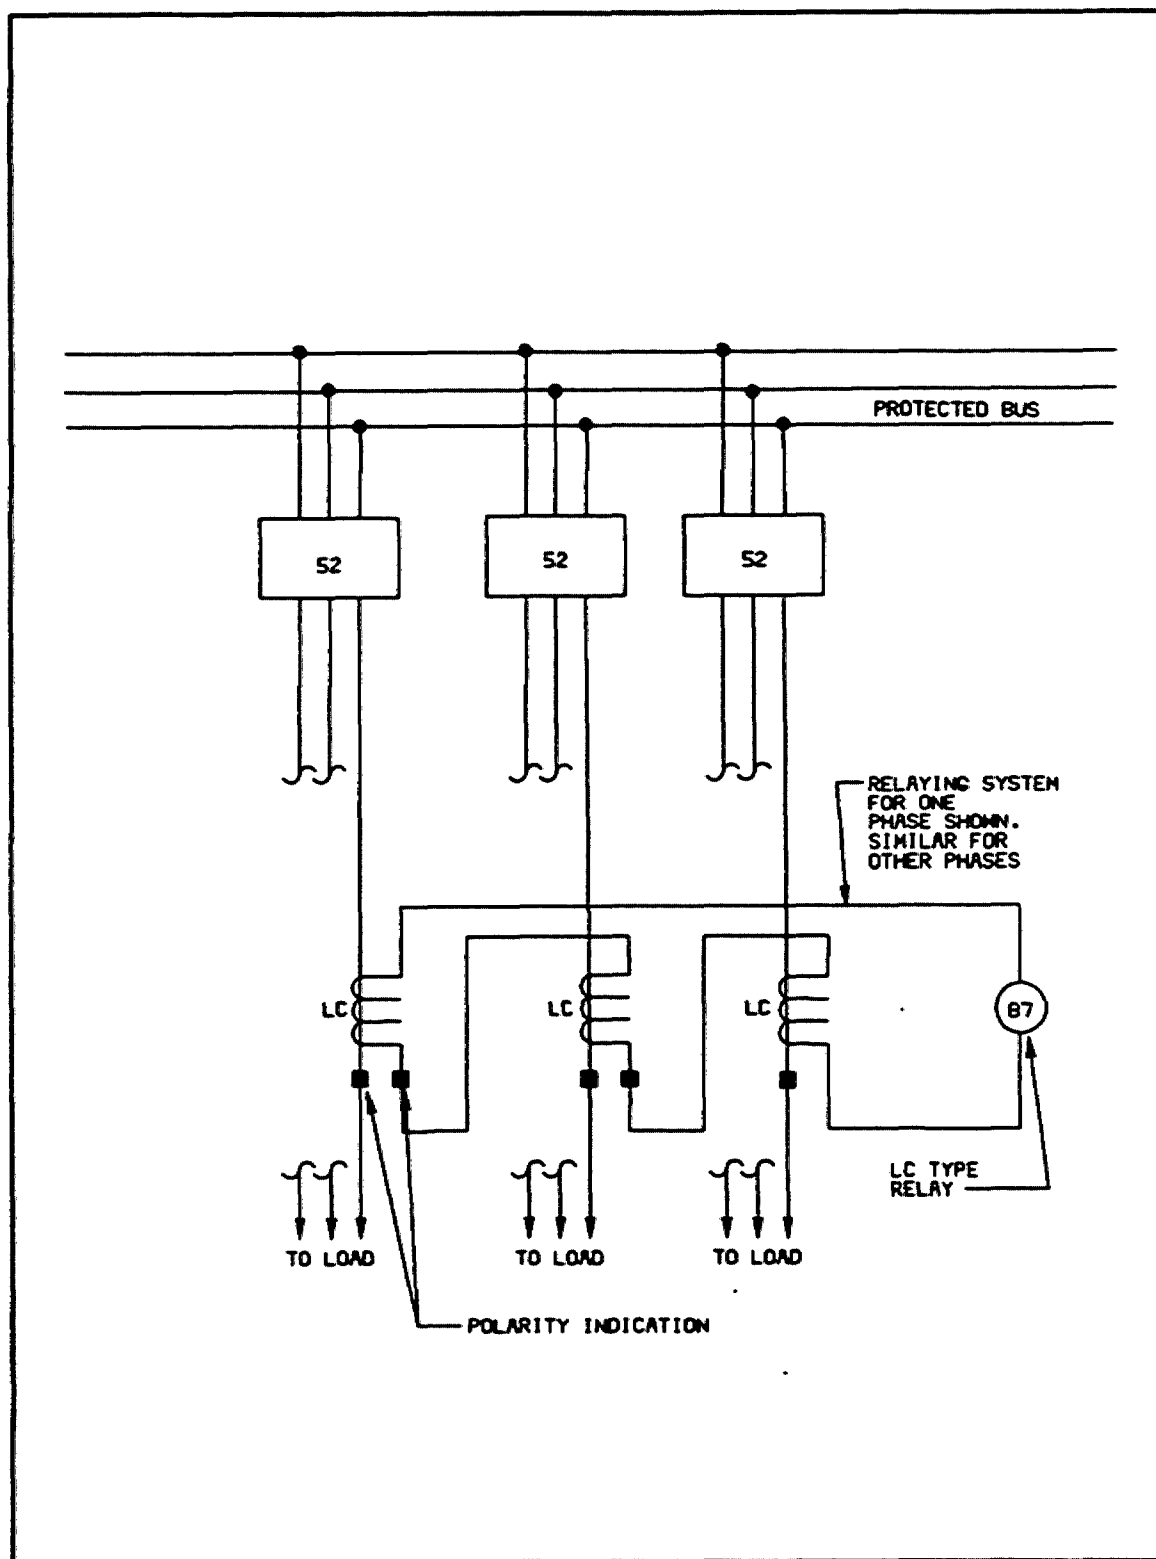 PROTECTED BUS
52
52
52
RELAYING SYSTEM
FOR ONE
PHASE SHOWN.
SIMILAR FOR
OTHER PHASES
LC
LC
LC
87
LC TYPE
RELAY
TO LOAD
TO LOAD
TO LOAD
POLARITY INDICATION